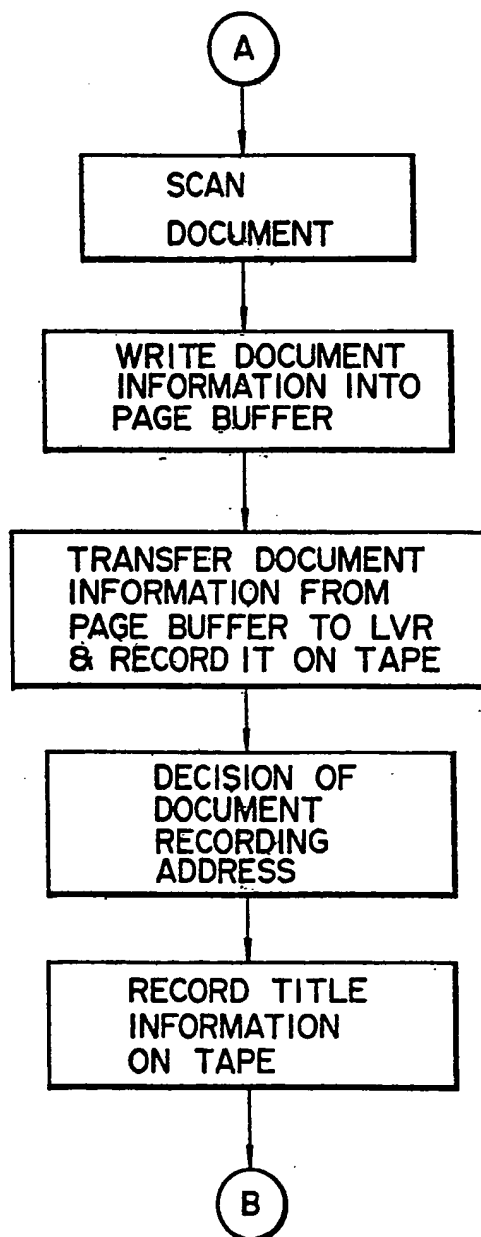 A
SCAN
DOCUMENT
WRITE DOCUMENT
INFORMATION INTO
PAGE BUFFER
TRANSFER DOCUMENT
INFORMATION FROM
PAGE BUFFER TO LVR
& RECORD IT ON TAPE
DECISION OF
DOCUMENT
RECORDING
ADDRESS
RECORD TITLE
INFORMATION
ON TAPE
B